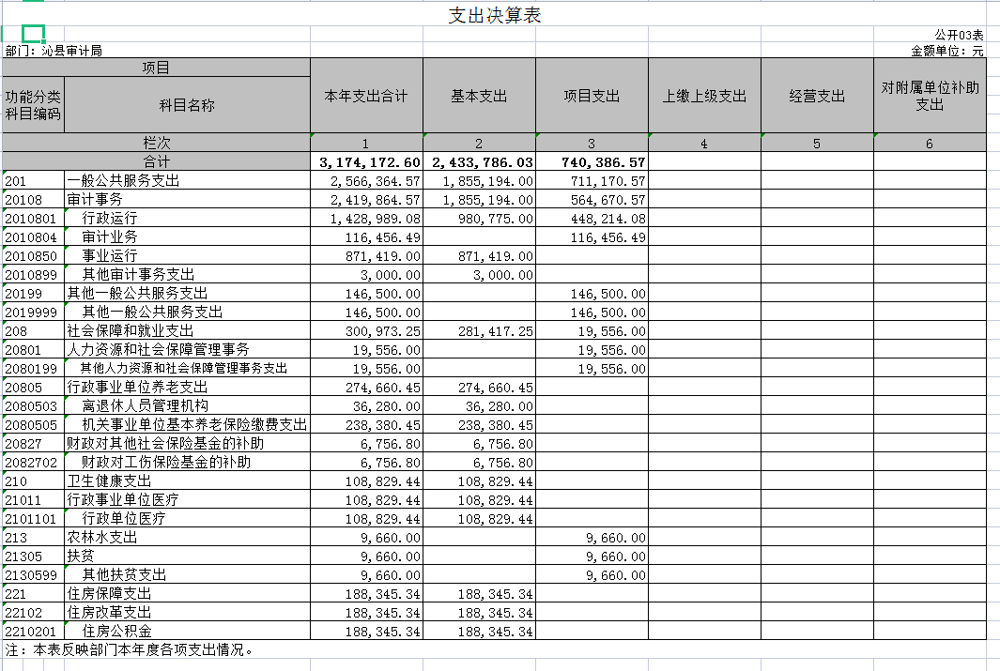 支出决算表
公开03表
部门：沁县审计局 金额单位：元
项目 本年支出合计 基本支出 项目支出 上缴上级支出 经营支出 对附属单位补助支出
功能分类科目编码 科目名称
栏次 1 2 3 4 5 6
合计 3,174,172.60 2,433,786.03 740,386.57
201 一般公共服务支出 2,566,364.57 1,855,194.00 711,170.57
20108 审计事务 2,419,864.57 1,855,194.00 564,670.57
2010801 行政运行 1,428,989.08 980,775.00 448,214.08
2010804 审计业务 116,456.49 116,456.49
2010850 事业运行 871,419.00 871,419.00
2010899 其他审计事务支出 3,000.00 3,000.00
20199 其他一般公共服务支出 146,500.00 146,500.00
2019999 其他一般公共服务支出 146,500.00 146,500.00
208 社会保障和就业支出 300,973.25 281,417.25 19,556.00
20801 人力资源和社会保障管理事务 19,556.00 19,556.00
2080199 其他人力资源和社会保障管理事务支出 19,556.00 19,556.00
20805 行政事业单位养老支出 274,660.45 274,660.45
2080503 离退休人员管理机构 36,280.00 36,280.00
2080505 机关事业单位基本养老保险缴费支出 238,380.45 238,380.45
20827 财政对其他社会保险基金的补助 6,756.80 6,756.80
2082702 财政对工伤保险基金的补助 6,756.80 6,756.80
210 卫生健康支出 108,829.44 108,829.44
21011 行政事业单位医疗 108,829.44 108,829.44
2101101 行政单位医疗 108,829.44 108,829.44
213 农林水支出 9,660.00 9,660.00
21305 扶贫 9,660.00 9,660.00
2130599 其他扶贫支出 9,660.00 9,660.00
221 住房保障支出 188,345.34 188,345.34
22102 住房改革支出 188,345.34 188,345.34
2210201 住房公积金 188,345.34 188,345.34
注：本表反映部门本年度各项支出情况。